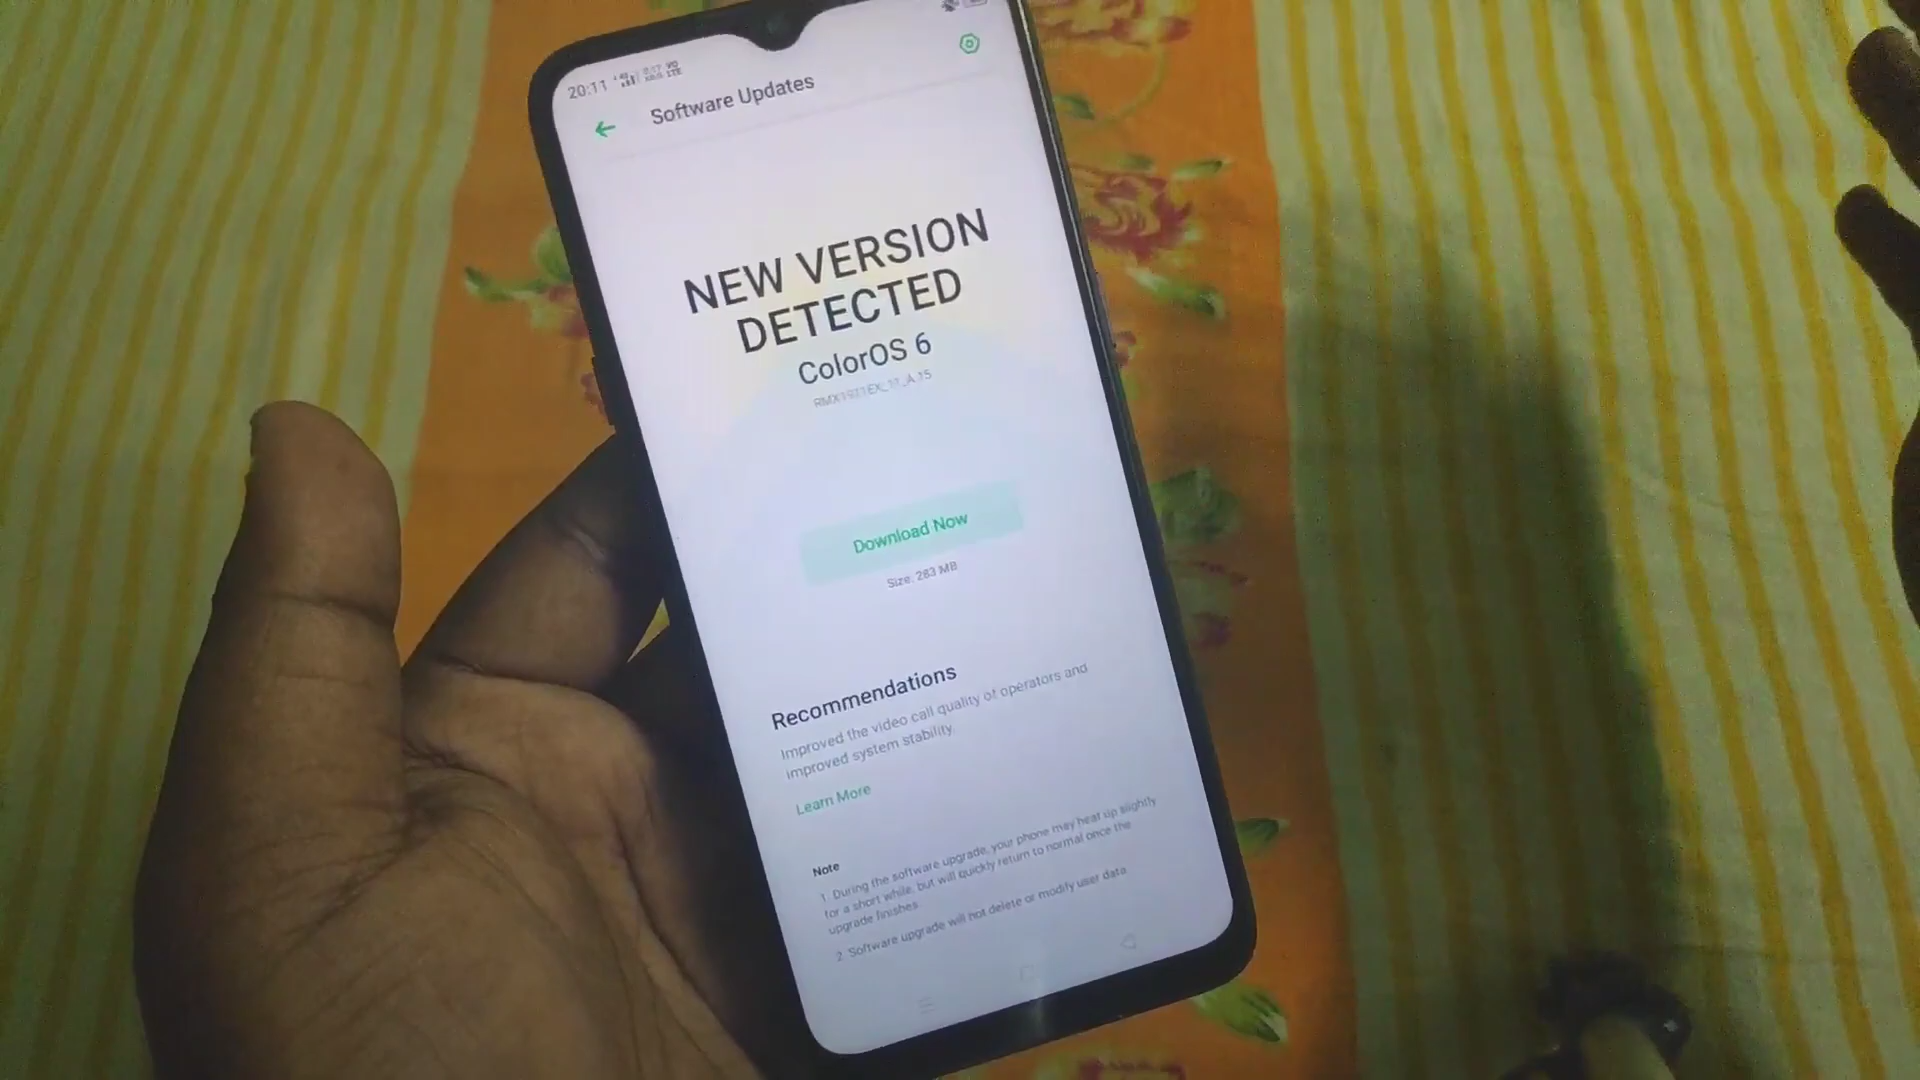 20:11
Software Updates
NEW VERSION
DETECTED
ColorOS 6
RMX1911EX_11_A.15
Download Now
Size: 283 MB
Recommendations
Improved the video call quality of operators and
improved system stability.
Learn More
Note
1. During the software upgrade, your phone may heat up slightly
for a short while, but will quickly return to normal once the
upgrade finishes.
2. Software upgrade will not delete or modify user data.